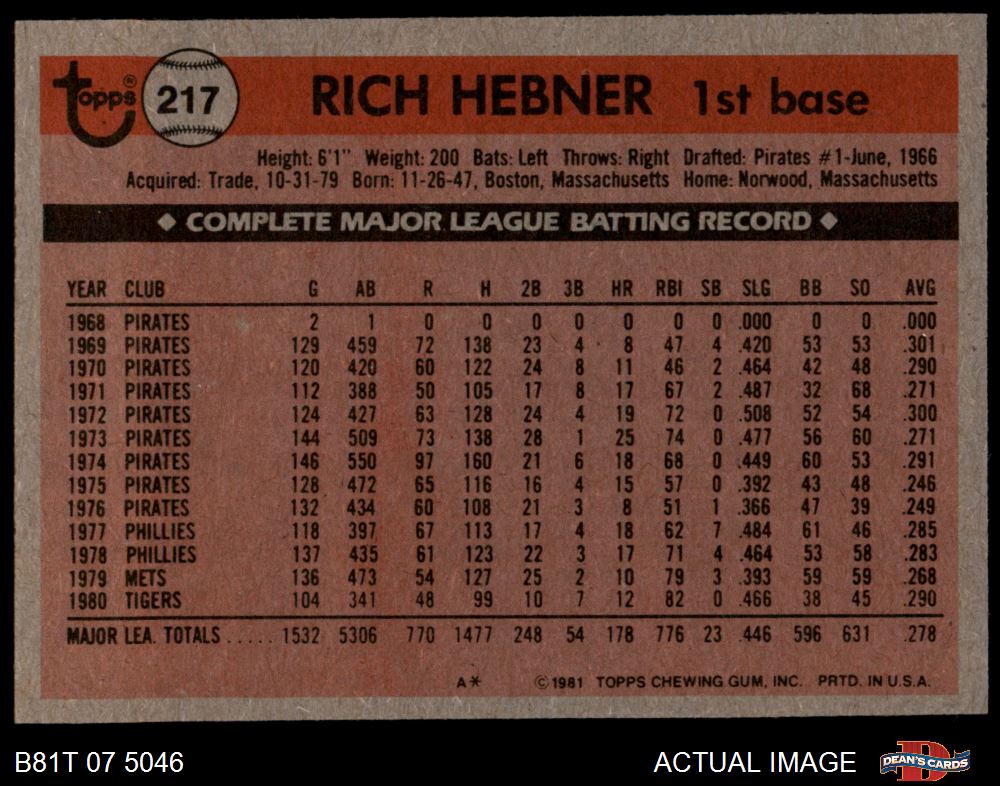 Topps® 217 RICH HEBNER 1st base
Height: 6'1" Weight: 200 Bats: Left Throws: Right Drafted: Pirates #1-June, 1966
Acquired: Trade, 10-31-79 Born: 11-26-47, Boston, Massachusetts Home: Norwood, Massachusetts
◆ COMPLETE MAJOR LEAGUE BATTING RECORD ◆
YEAR CLUB G AB R H 2B 3B HR RBI SB SLG BB SO AVG
1968 PIRATES 2 1 0 0 0 0 0 0 0 .000 0 0 .000
1969 PIRATES 129 459 72 138 23 4 8 47 4 .420 53 53 .301
1970 PIRATES 120 420 60 122 24 8 11 46 2 .464 42 48 .290
1971 PIRATES 112 388 50 105 17 8 17 67 2 .487 32 68 .271
1972 PIRATES 124 427 63 128 24 4 19 72 0 .508 52 54 .300
1973 PIRATES 144 509 73 138 28 1 25 74 0 .477 56 60 .271
1974 PIRATES 146 550 97 160 21 6 18 68 0 .449 60 53 .291
1975 PIRATES 128 472 65 116 16 4 15 57 0 .392 43 48 .246
1976 PIRATES 132 434 60 108 21 3 8 51 1 .366 47 39 .249
1977 PHILLIES 118 397 67 113 17 4 18 62 7 .484 61 46 .285
1978 PHILLIES 137 435 61 123 22 3 17 71 4 .464 53 58 .283
1979 METS 136 473 54 127 25 2 10 79 3 .393 59 59 .268
1980 TIGERS 104 341 48 99 10 7 12 82 0 .466 38 45 .290
MAJOR LEA. TOTALS ..... 1532 5306 770 1477 248 54 178 776 23 .446 596 631 .278
A* ©1981 TOPPS CHEWING GUM, INC. PRTD. IN U.S.A.
B81T 07 5046 ACTUAL IMAGE DEAN'S CARDS